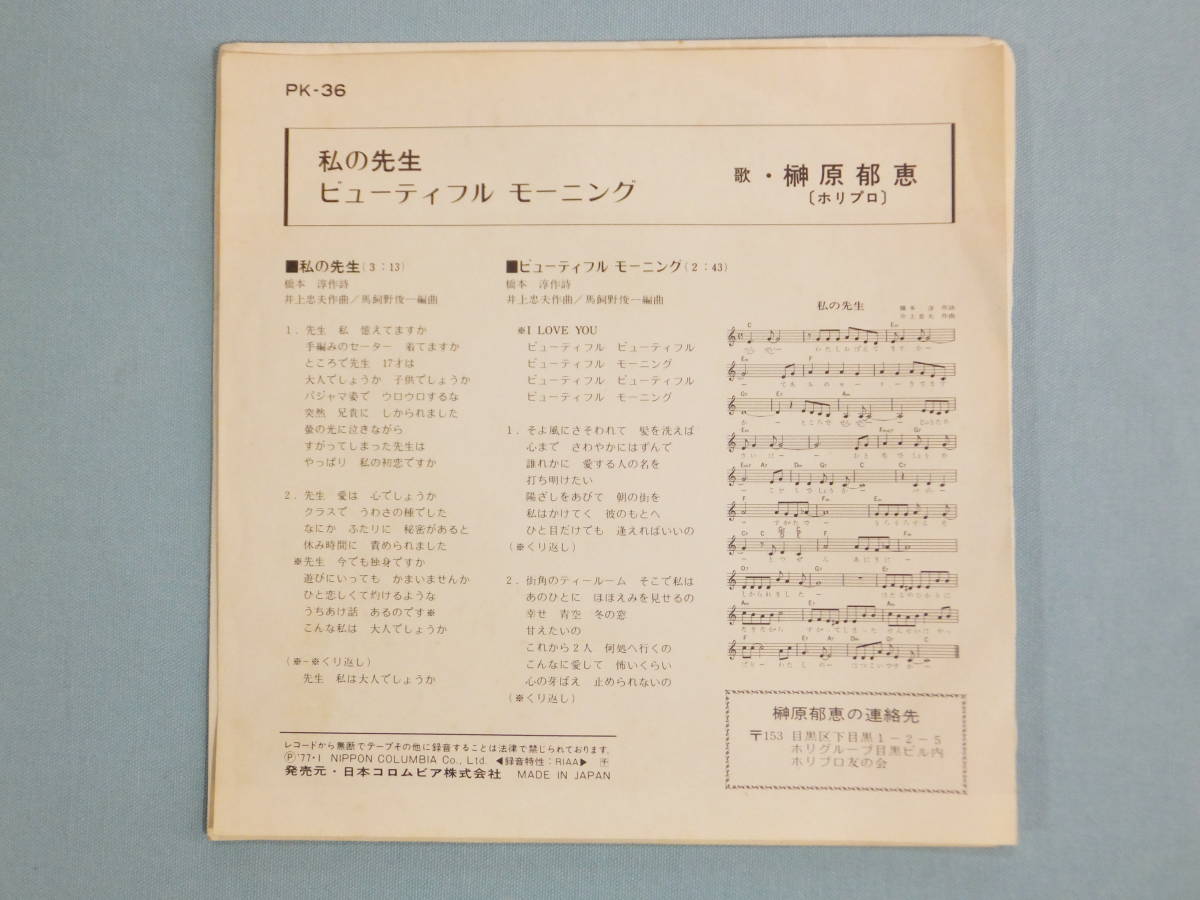 PK-36
私の先生
ビューティフル モーニング
歌・榊原郁恵
〔ホリプロ〕
■私の先生(3:13)
橋本 淳作詩
井上忠夫作曲／馬飼野俊一編曲
1. 先生 私 憶えてますか
手編みのセーター 着てますか
ところで先生 17才は
大人でしょうか 子供でしょうか
パジャマ姿で ウロウロするな
突然 兄貴に しかられました
螢の光に泣きながら
すがってしまった先生は
やっぱり 私の初恋ですか
2. 先生 愛は 心でしょうか
クラスで うわさの種でした
なにか ふたりに 秘密があると
休み時間に 責められました
※先生 今でも独身ですか
遊びにいっても かまいませんか
ひと恋しくて灼けるような
うちあけ話 あるのです※
こんな私は 大人でしょうか
(※-※くり返し)
先生 私は大人でしょうか
■ビューティフル モーニング(2:43)
橋本 淳作詩
井上忠夫作曲／馬飼野俊一編曲
※I LOVE YOU
ビューティフル ビューティフル
ビューティフル モーニング
ビューティフル ビューティフル
ビューティフル モーニング
1. そよ風にさそわれて 髪を洗えば
心まで さわやかにはずんで
誰れかに 愛する人の名を
打ち明けたい
陽ざしをあびて 朝の街を
私はかけてく 彼のもとへ
ひと目だけでも 逢えればいいの
(※くり返し)
2. 街角のティールーム そこで私は
あのひとに ほほえみを見せるの
幸せ 青空 冬の窓
甘えたいの
これから2人 何処へ行くの
こんなに愛して 怖いくらい
心の芽ばえ 止められないの
(※くり返し)
私の先生
橋本 淳 作詩
井上忠夫 作曲
榊原郁恵の連絡先
〒153 目黒区下目黒1-2-5
ホリグループ目黒ビル内
ホリプロ友の会
レコードから無断でテープその他に録音することは法律で禁じられております。
Ⓟ'77・1 NIPPON COLUMBIA Co., Ltd. ◀録音特性：RIAA▶
発売元・日本コロムビア株式会社 MADE IN JAPAN